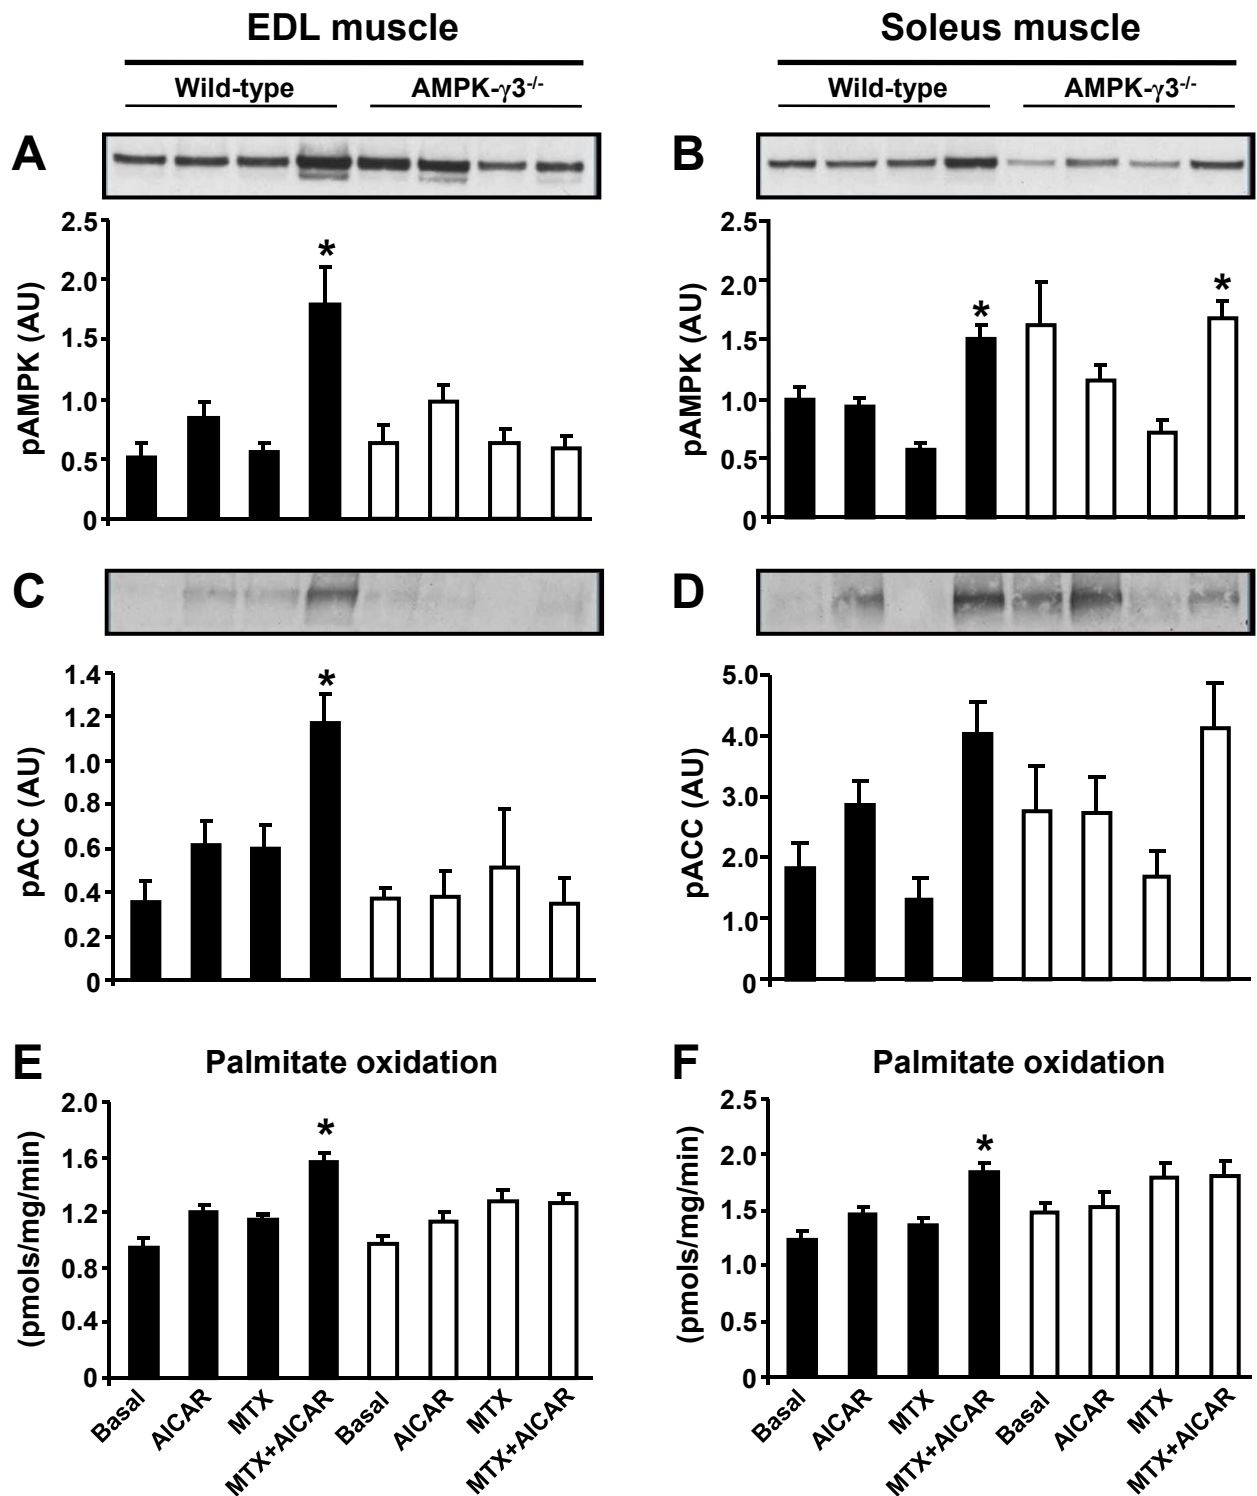 EDL muscle
Soleus muscle
Wild-type
AMPK-γ3-/-
Wild-type
AMPK-γ3-/-
A
2.5
2.0
1.5
1.0
0.5
0
pAMPK (AU)
*
B
2.5
2.0
1.5
1.0
0.5
0
pAMPK (AU)
*
*
C
1.4
1.2
1.0
0.8
0.6
0.4
0.2
0
pACC (AU)
*
D
5.0
4.0
3.0
2.0
1.0
0
pACC (AU)
E
Palmitate oxidation
2.0
1.6
1.2
0.8
0.4
0
(pmols/mg/min)
*
Basal
AICAR
MTX
MTX+AICAR
Basal
AICAR
MTX
MTX+AICAR
F
Palmitate oxidation
2.5
2.0
1.5
1.0
0.5
0
(pmols/mg/min)
*
Basal
AICAR
MTX
MTX+AICAR
Basal
AICAR
MTX
MTX+AICAR